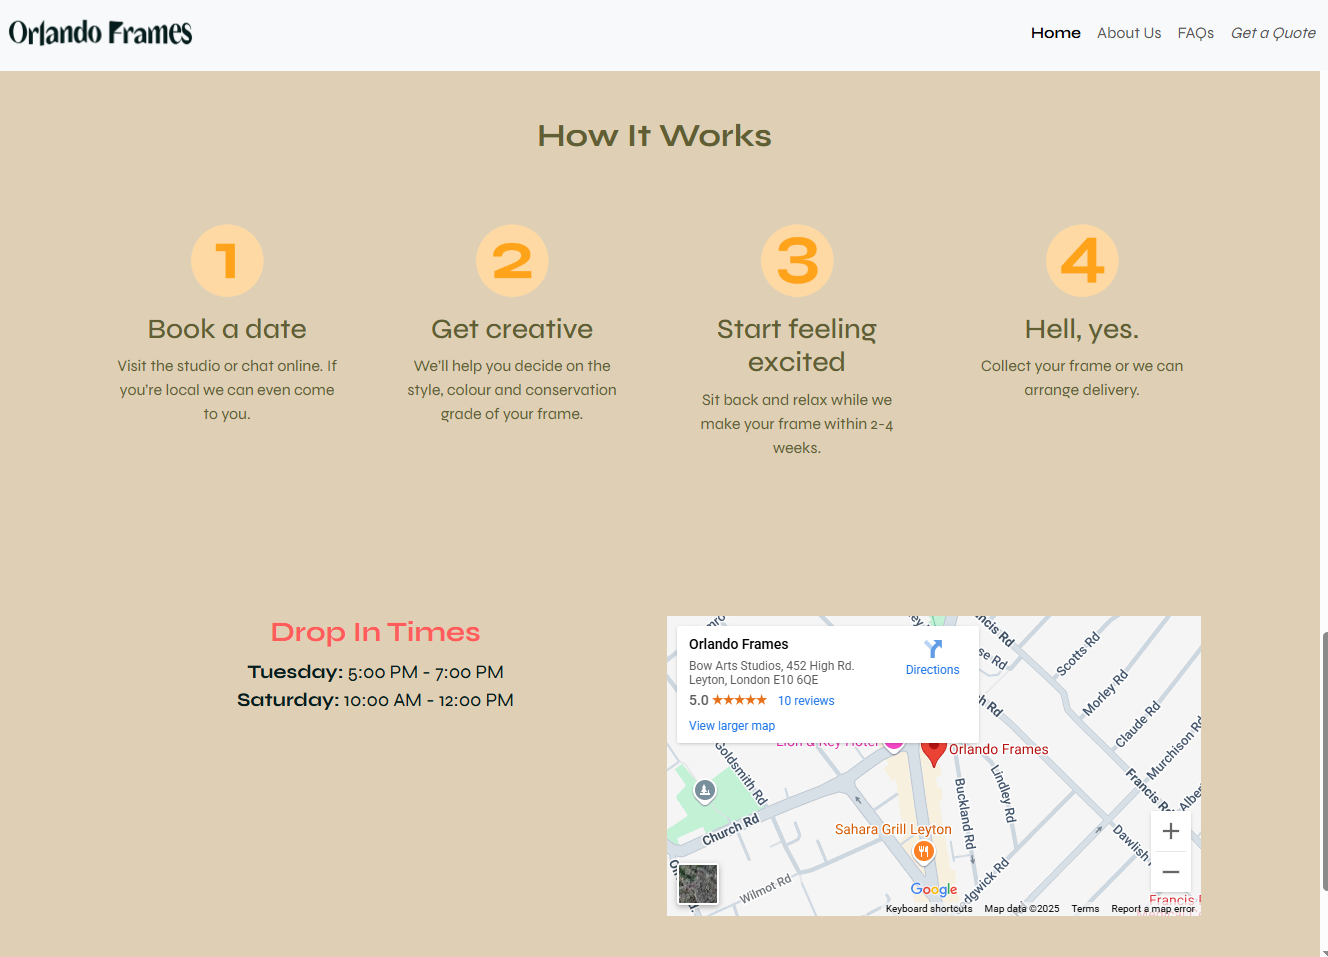 Orlando Frames
Home About Us FAQs Get a Quote
How It Works
1
Book a date
Visit the studio or chat online. If
you're local we can even come
to you.
2
Get creative
We'll help you decide on the
style, colour and conservation
grade of your frame.
3
Start feeling
excited
Sit back and relax while we
make your frame within 2-4
weeks.
4
Hell, yes.
Collect your frame or we can
arrange delivery.
Drop In Times
Tuesday: 5:00 PM - 7:00 PM
Saturday: 10:00 AM - 12:00 PM
Orlando Frames
Bow Arts Studios, 452 High Rd.
Leyton, London E10 6QE
5.0 10 reviews
View larger map
Directions
Scotts Rd
Morley Rd
Claude Rd
Murchison Rd
Francis Rd
Lion & Key Hotel
Orlando Frames
Goldsmith Rd
Lindley Rd
Buckland Rd
Church Rd
Sahara Grill Leyton
Wilmot Rd
Google
Keyboard shortcuts Map data ©2025 Terms Report a map error